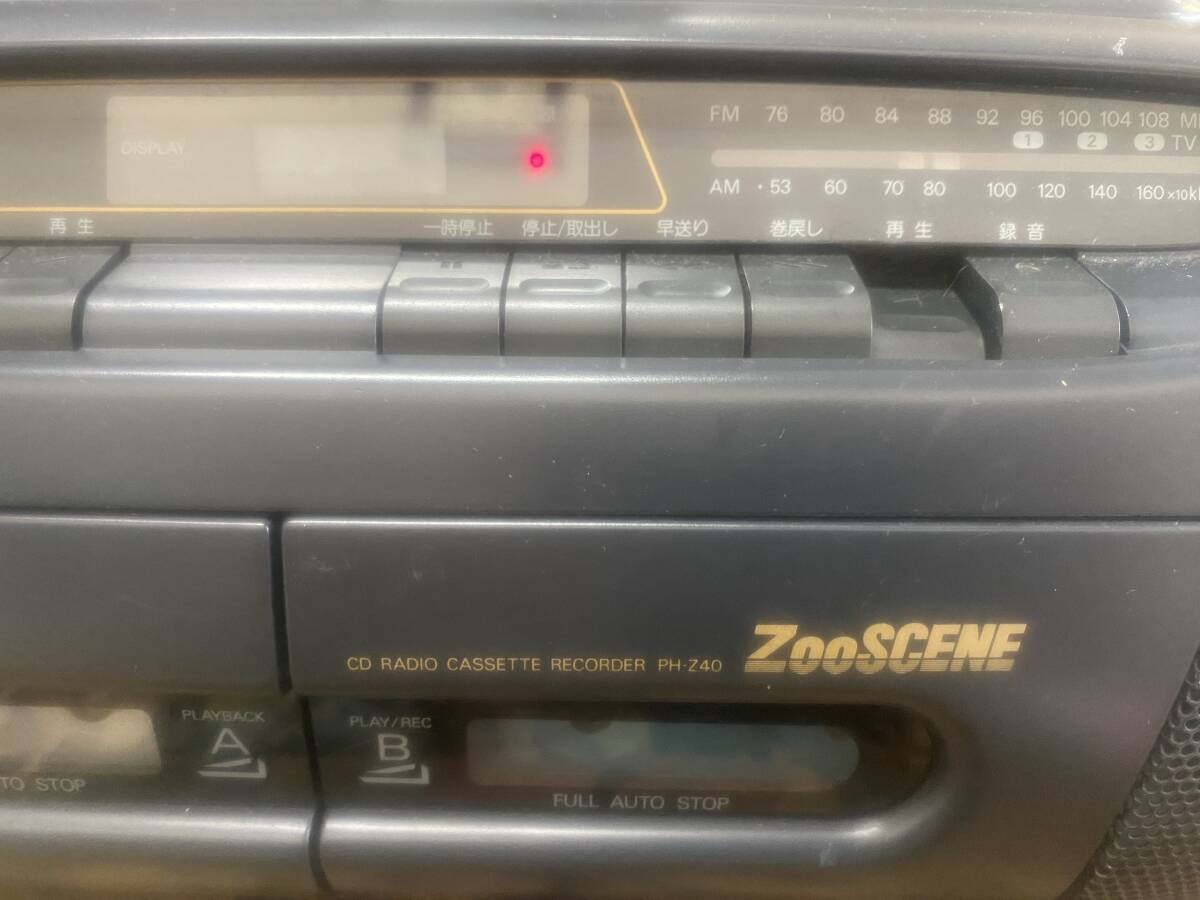 DISPLAY
FM 76 80 84 88 92 96 100 104 108
1 2 3 TV
AM 53 60 70 80 100 120 140 160 ×10k
再生 一時停止 停止/取出し 早送り 巻戻し 再生 録音
CD RADIO CASSETTE RECORDER PH-Z40 ZooSCENE
PLAYBACK
A
TO STOP
PLAY/REC
B
FULL AUTO STOP